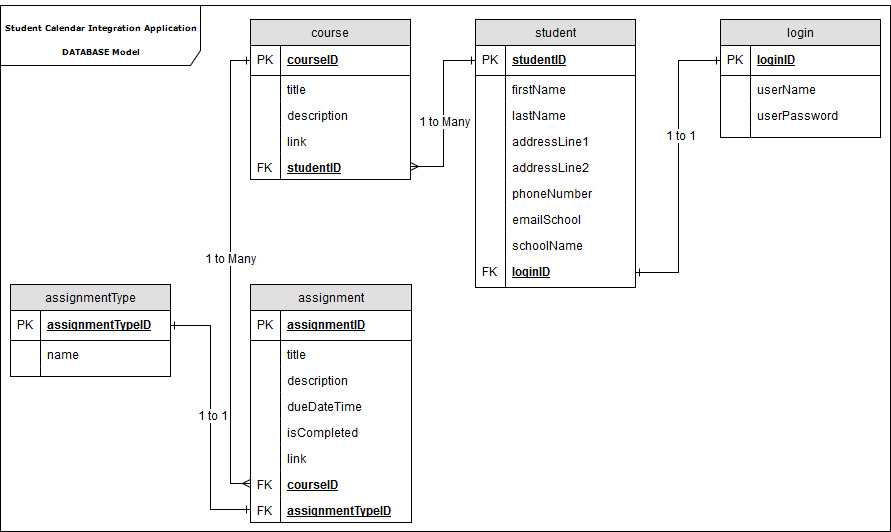 Student Calendar Integration Application
DATABASE Model
course
PK courseID
title
description
link
FK studentID
student
PK studentID
firstName
lastName
addressLine1
addressLine2
phoneNumber
emailSchool
schoolName
FK loginID
login
PK loginID
userName
userPassword
1 to Many
1 to 1
1 to Many
assignmentType
PK assignmentTypeID
name
1 to 1
assignment
PK assignmentID
title
description
dueDateTime
isCompleted
link
FK courseID
FK assignmentTypeID